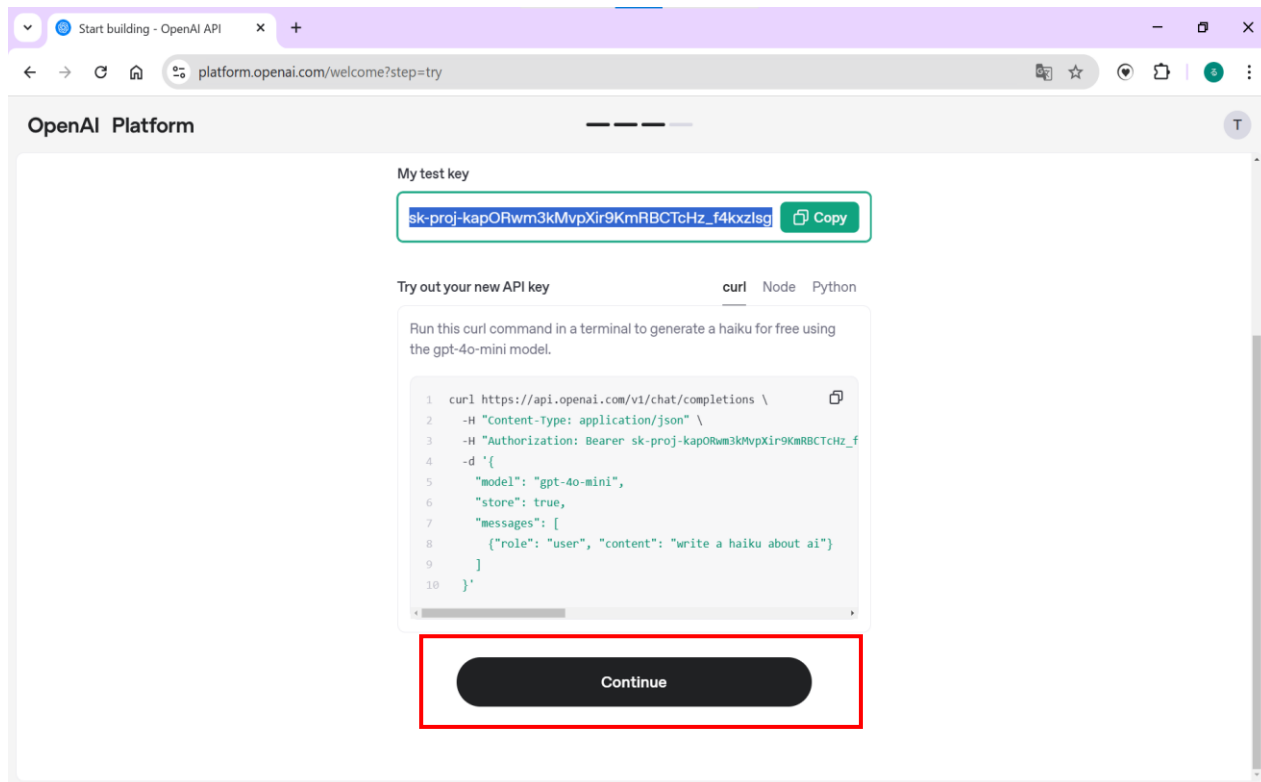 Start building - OpenAI API
platform.openai.com/welcome?step=try
OpenAI Platform
T
My test key
Copy
Try out your new API key
curl Node Python
Run this curl command in a terminal to generate a haiku for free using
the gpt-4o-mini model.
1 curl https://api.openai.com/v1/chat/completions \
2 -H "Content-Type: application/json" \
3 -H "Authorization: Bearer sk-proj-kapORwm3kMvpXir9KmRBCTcHz_f
4 -d '{
5 "model": "gpt-4o-mini",
6 "store": true,
7 "messages": [
8 {"role": "user", "content": "write a haiku about ai"}
9 ]
10 }'
Continue